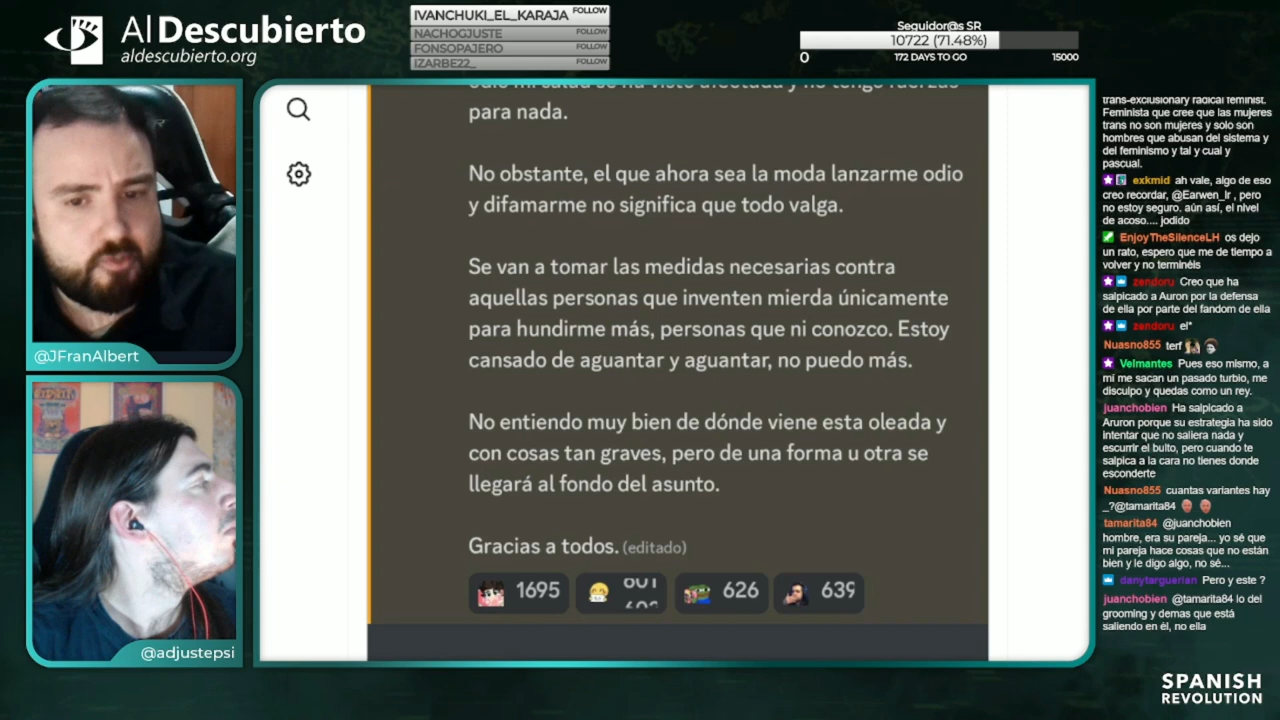 Al Descubierto
aldescubierto.org
IVANCHUKI_EL_KARAJA FOLLOW
NACHOGJUSTE FOLLOW
FONSOPAJERO FOLLOW
IZARBE22_ FOLLOW
Seguidor@s SR
10722 (71.48%)
0 172 DAYS TO GO 15000
@JFranAlbert
@adjustepsi
para nada.
No obstante, el que ahora sea la moda lanzarme odio
y difamarme no significa que todo valga.
Se van a tomar las medidas necesarias contra
aquellas personas que inventen mierda únicamente
para hundirme más, personas que ni conozco. Estoy
cansado de aguantar y aguantar, no puedo más.
No entiendo muy bien de dónde viene esta oleada y
con cosas tan graves, pero de una forma u otra se
llegará al fondo del asunto.
Gracias a todos. (editado)
1695 601 626 639
trans-exclusionary radical feminist.
Feminista que cree que las mujeres
trans no son mujeres y solo son
hombres que abusan del sistema y
del feminismo y tal y cual y
pascual.
exkmid ah vale, algo de eso
creo recordar, @Earwen_Ir , pero
no estoy seguro, aún así, el nivel
de acoso.... jodido
EnjoyTheSilenceLH os dejo
un rato, espero que me de tiempo a
volver y no terminéis
zendoru Creo que ha
salpicado a Auron por la defensa
de ella por parte del fandom de ella
zendoru el*
Nuasno855 terf
Velmantes Pues eso mismo, a
mi me sacan un pasado turbio, me
disculpo y quedas como un rey.
juanchobien Ha salpicado a
Aruron porque su estrategia ha sido
intentar que no saliera nada y
escurrir el bulto, pero cuando te
salpica a la cara no tienes donde
esconderte
Nuasno855 cuantas variantes hay
_?@tamarita84
tamarita84 @juanchobien
hombre, era su pareja... yo sé que
mi pareja hace cosas que no están
bien y le digo algo, no sé...
danytarguerian Pero y este ?
juanchobien @tamarita84 lo del
grooming y demas que está
saliendo en él, no ella
SPANISH
REVOLUTION